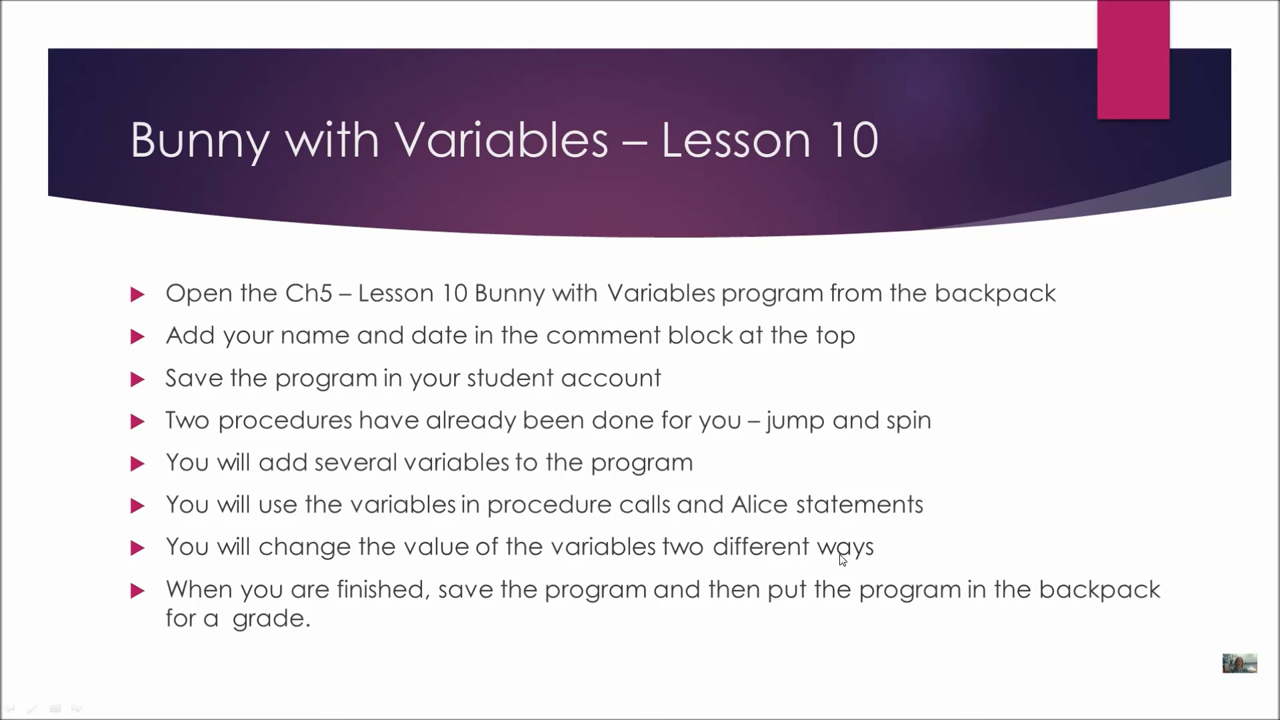 Bunny with Variables – Lesson 10
Open the Ch5 – Lesson 10 Bunny with Variables program from the backpack
Add your name and date in the comment block at the top
Save the program in your student account
Two procedures have already been done for you – jump and spin
You will add several variables to the program
You will use the variables in procedure calls and Alice statements
You will change the value of the variables two different ways
When you are finished, save the program and then put the program in the backpack
for a grade.